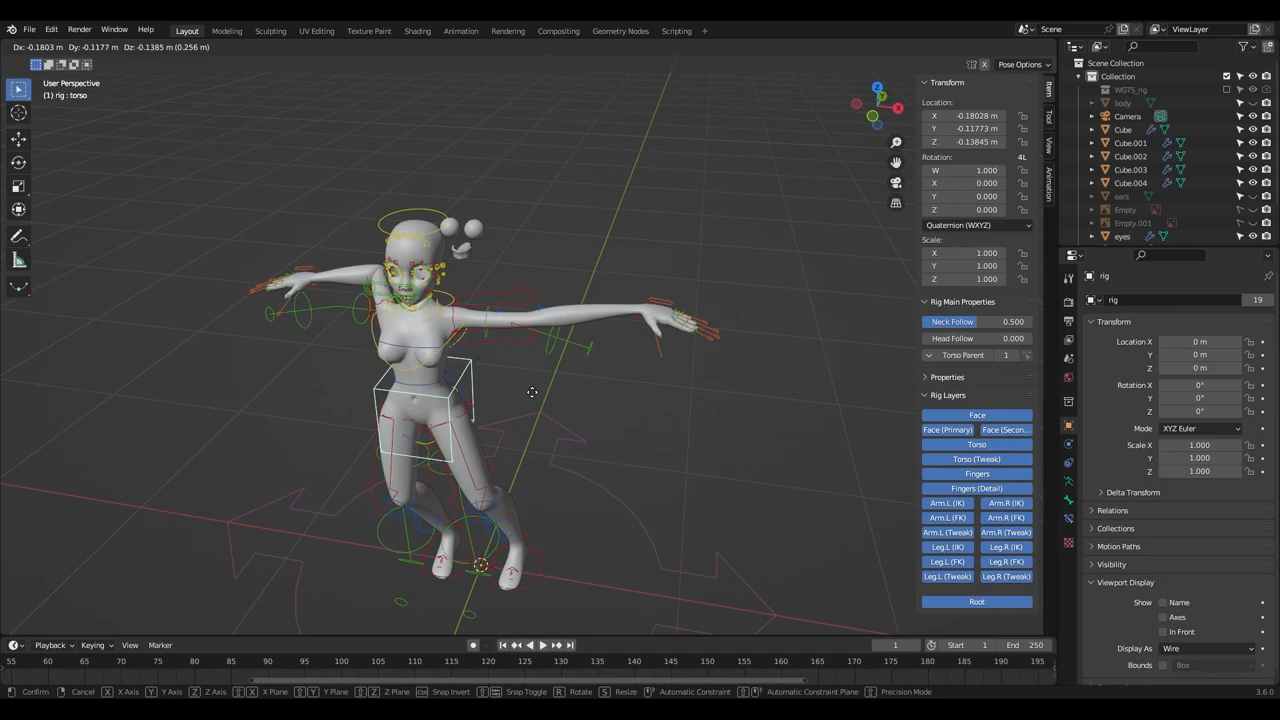 File Edit Render Window Help
Layout Modeling Sculpting UV Editing Texture Paint Shading Animation Rendering Compositing Geometry Nodes Scripting +
Scene
ViewLayer
Dx: -0.1803 m Dy: -0.1177 m Dz: -0.1385 m (0.256 m)
X Pose Options
User Perspective
(1) rig : torso
Z
Y
X
Transform
Location:
X -0.18028 m
Y -0.11773 m
Z -0.13845 m
Rotation: 4L
W 1.000
X 0.000
Y 0.000
Z 0.000
Quaternion (WXYZ)
Scale:
X 1.000
Y 1.000
Z 1.000
Rig Main Properties
Neck Follow 0.500
Head Follow 0.000
Torso Parent 1
Properties
Rig Layers
Face
Face (Primary) Face (Secon...
Torso
Torso (Tweak)
Fingers
Fingers (Detail)
Arm.L (IK) Arm.R (IK)
Arm.L (FK) Arm.R (FK)
Arm.L (Tweak) Arm.R (Tweak)
Leg.L (IK) Leg.R (IK)
Leg.L (FK) Leg.R (FK)
Leg.L (Tweak) Leg.R (Tweak)
Root
Item
Tool
View
Animation
Scene Collection
Collection
WGTS_rig
body
Camera
Cube
Cube.001
Cube.002
Cube.003
Cube.004
ears
Empty
Empty.001
eyes
rig
rig 19
Transform
Location X 0 m
Y 0 m
Z 0 m
Rotation X 0°
Y 0°
Z 0°
Mode XYZ Euler
Scale X 1.000
Y 1.000
Z 1.000
Delta Transform
Relations
Collections
Motion Paths
Visibility
Viewport Display
Show Name
Axes
In Front
Display As Wire
Bounds Box
Playback Keying View Marker
1 Start 1 End 250
55 60 65 70 75 80 85 90 95 100 105 110 115 120 125 130 135 140 145 150 155 160 165 170 175 180 185 190 195
Confirm Cancel X X Axis Y Y Axis Z Z Axis X X Plane Y Y Plane Z Z Plane Snap Invert Snap Toggle G Move R Rotate S Resize Automatic Constraint Automatic Constraint Plane Precision Mode
3.6.0